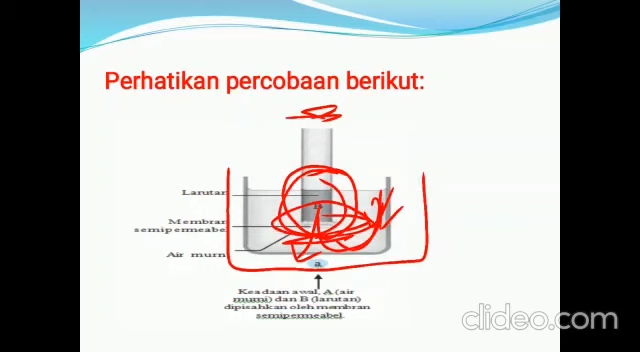 Perhatikan percobaan berikut:
Larutan
B
Membran
semipermeabel
Air murn
a
Keadaan awal, A (air
murni) dan B (larutan)
dipisahkan oleh membran
semipermeabel.
clideo.com